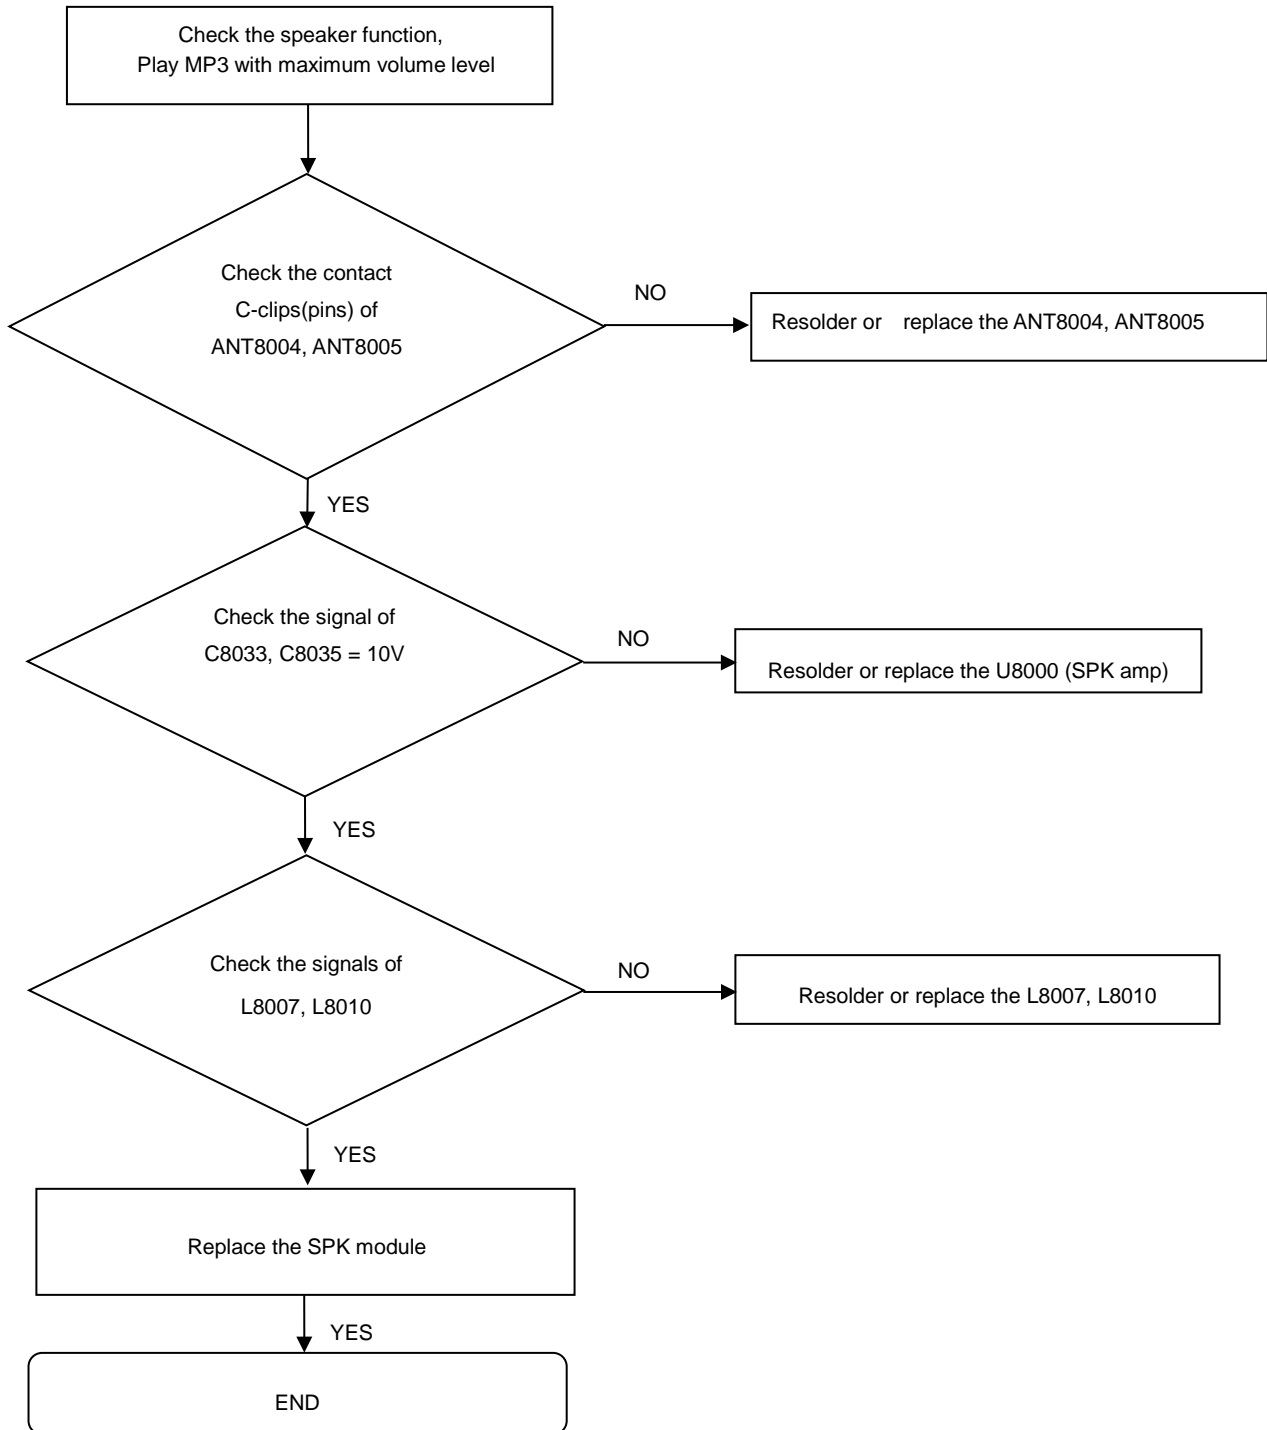 Check the speaker function,
Play MP3 with maximum volume level
Check the contact
C-clips(pins) of
ANT8004, ANT8005
NO
Resolder or replace the ANT8004, ANT8005
YES
Check the signal of
C8033, C8035 = 10V
NO
Resolder or replace the U8000 (SPK amp)
YES
Check the signals of
L8007, L8010
NO
Resolder or replace the L8007, L8010
YES
Replace the SPK module
YES
END